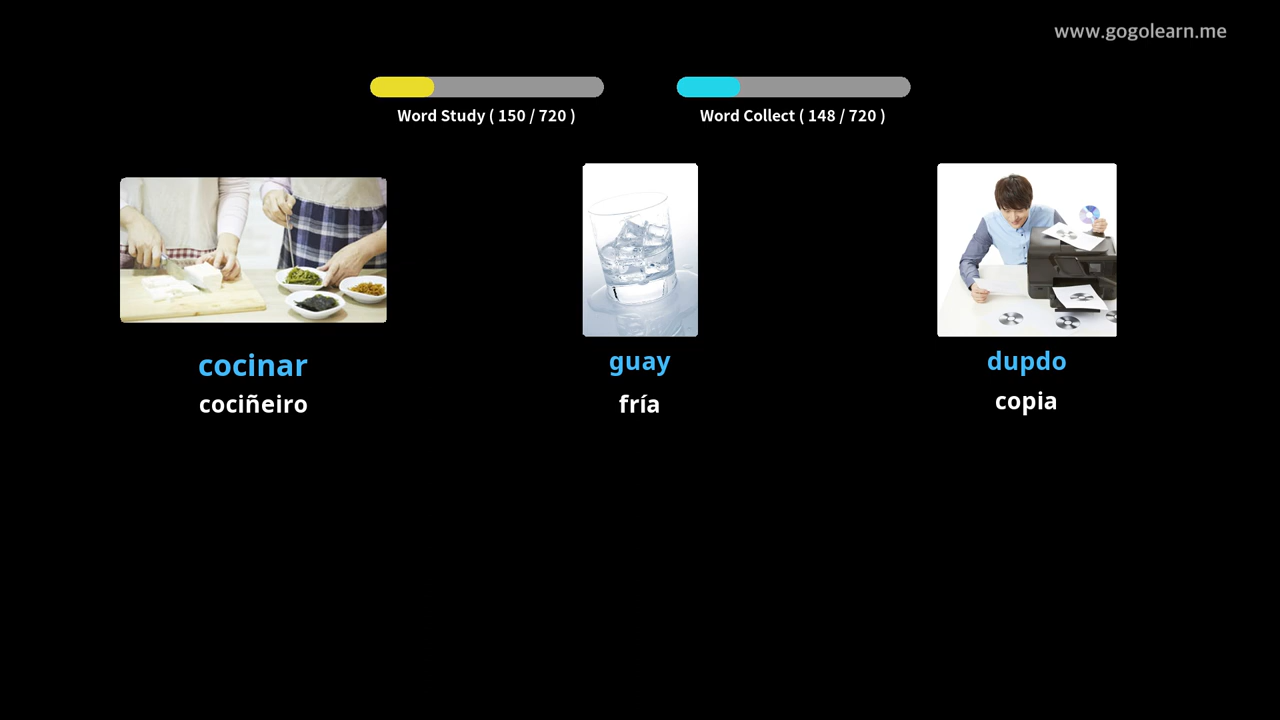 www.gogolearn.me
Word Study ( 150 / 720 )
Word Collect ( 148 / 720 )
cocinar
cociñeiro
guay
fría
dupdo
copia